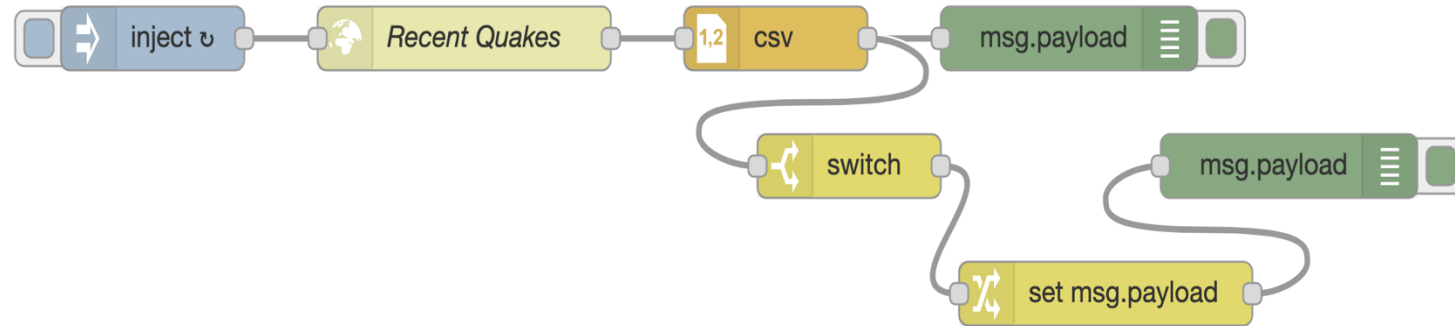 inject ↻
Recent Quakes
1,2
csv
msg.payload
switch
msg.payload
set msg.payload